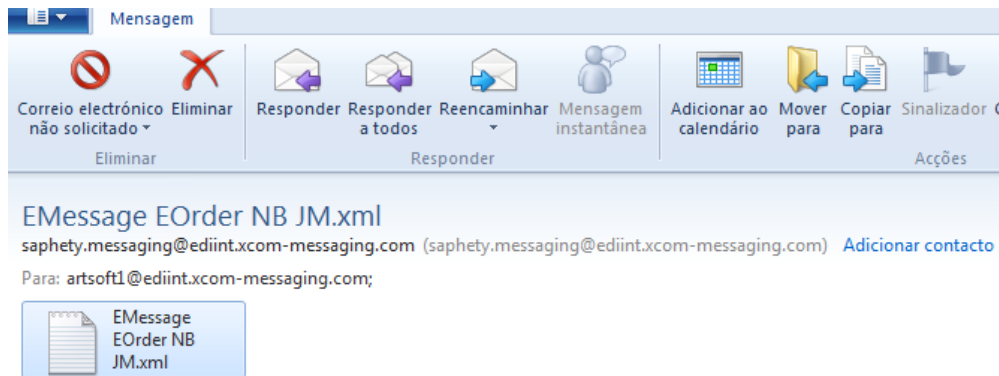 Mensagem
Correio electrónico não solicitado
Eliminar
Responder
Responder a todos
Reencaminhar
Mensagem instantânea
Adicionar ao calendário
Mover para
Copiar para
Sinalizador
Eliminar
Responder
Acções
EMessage EOrder NB JM.xml
saphety.messaging@ediint.xcom-messaging.com (saphety.messaging@ediint.xcom-messaging.com) Adicionar contacto
Para: artsoft1@ediint.xcom-messaging.com;
EMessage
EOrder NB
JM.xml